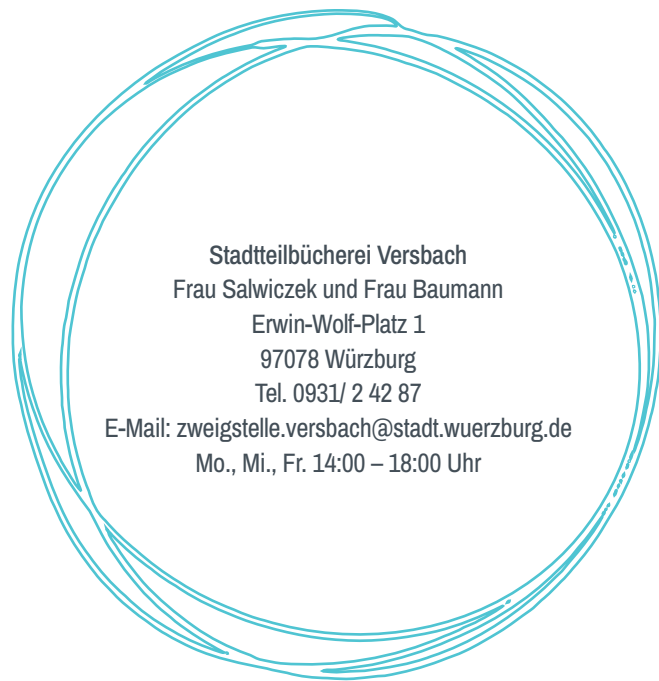 Stadtteilbücherei Versbach
Frau Salwiczek und Frau Baumann
Erwin-Wolf-Platz 1
97078 Würzburg
Tel. 0931/ 2 42 87
E-Mail: zweigstelle.versbach@stadt.wuerzburg.de
Mo., Mi., Fr. 14:00 – 18:00 Uhr